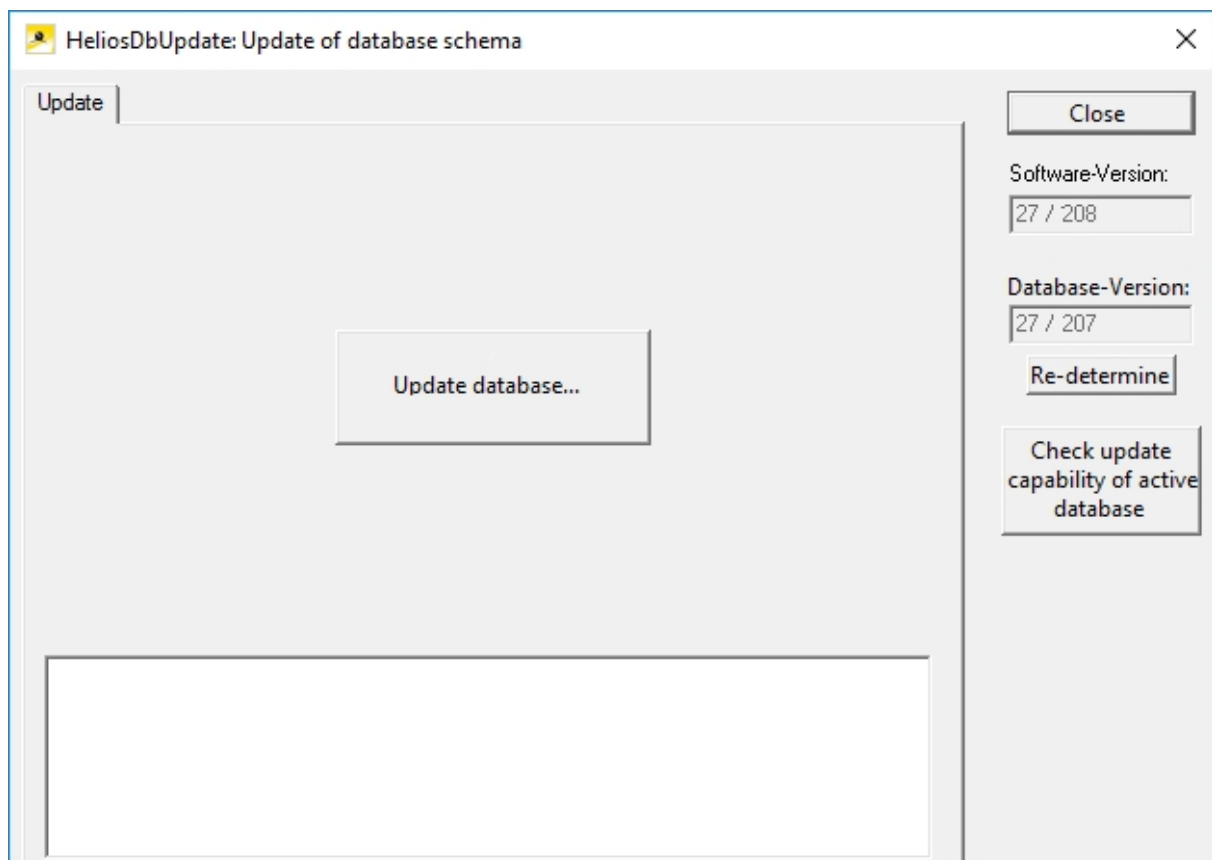 HeliosDbUpdate: Update of database schema
Update
Close
Software-Version:
27 / 208
Database-Version:
27 / 207
Re-determine
Update database...
Check update
capability of active
database